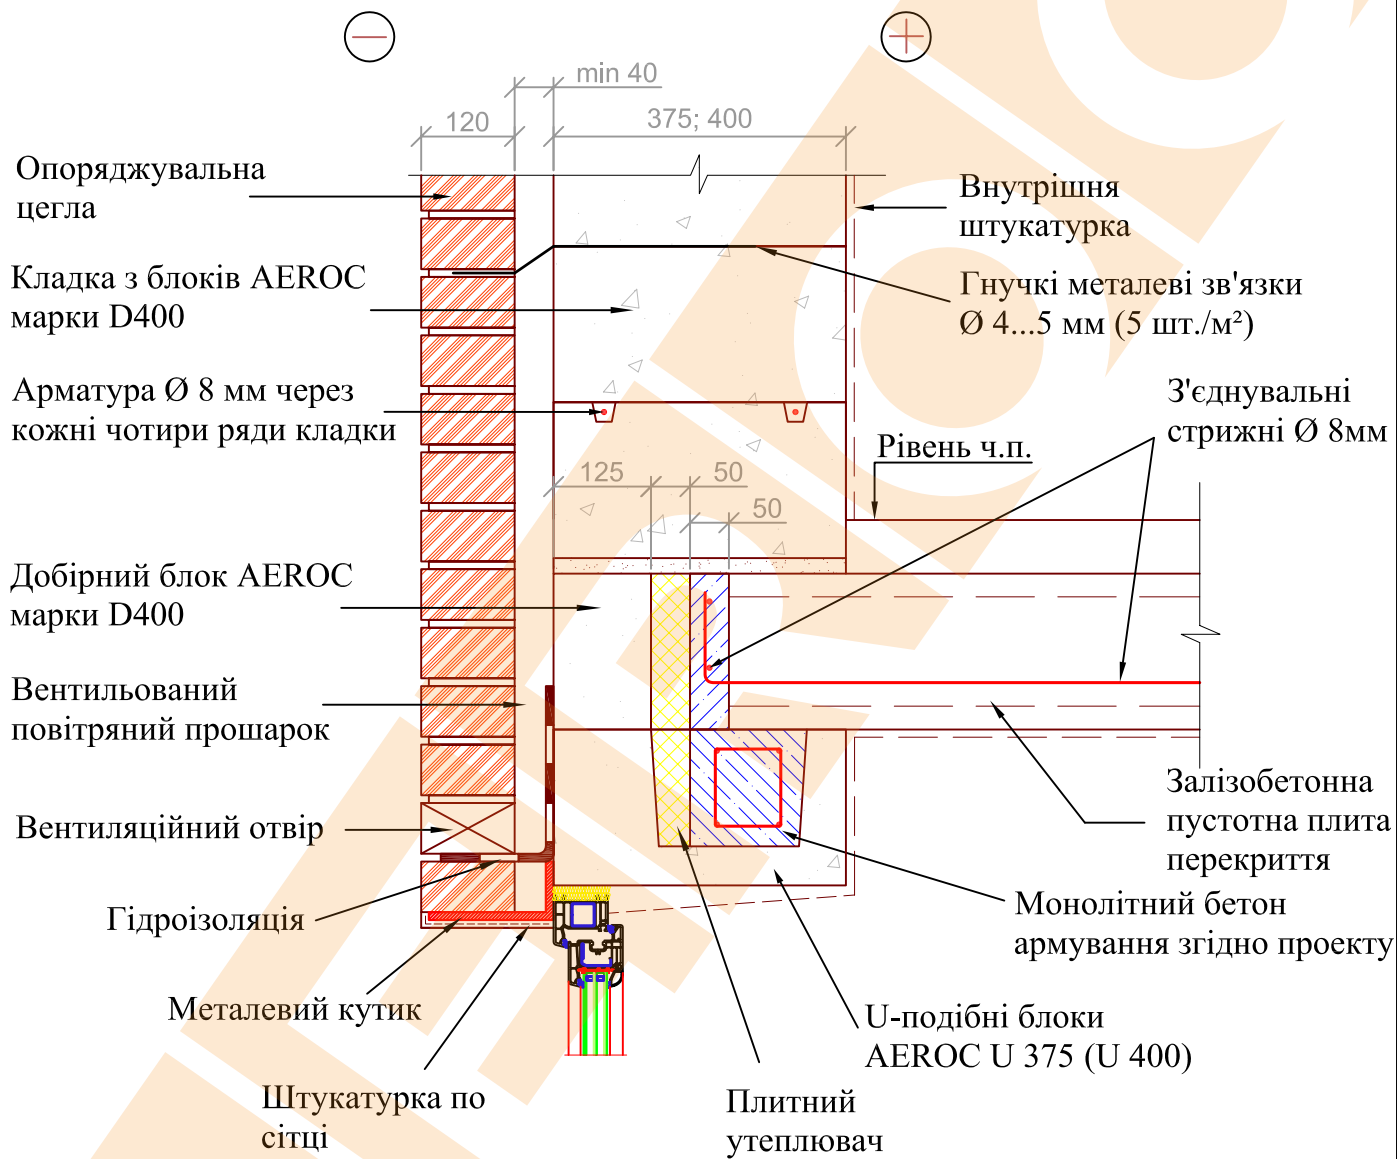 min 40
120
375; 400
Опоряджувальна
цегла
Внутрішня
штукатурка
Кладка з блоків AEROC
марки D400
Гнучкі металеві зв'язки
Ø 4...5 мм (5 шт./м²)
Арматура Ø 8 мм через
кожні чотири ряди кладки
З'єднувальні
стрижні Ø 8мм
Рівень ч.п.
125
50
50
Добірний блок AEROC
марки D400
Вентильований
повітряний прошарок
Вентиляційний отвір
Залізобетонна
пустотна плита
перекриття
Гідроізоляція
Монолітний бетон
армування згідно проекту
Металевий кутик
U-подібні блоки
AEROC U 375 (U 400)
Штукатурка по
сітці
Плитний
утеплювач